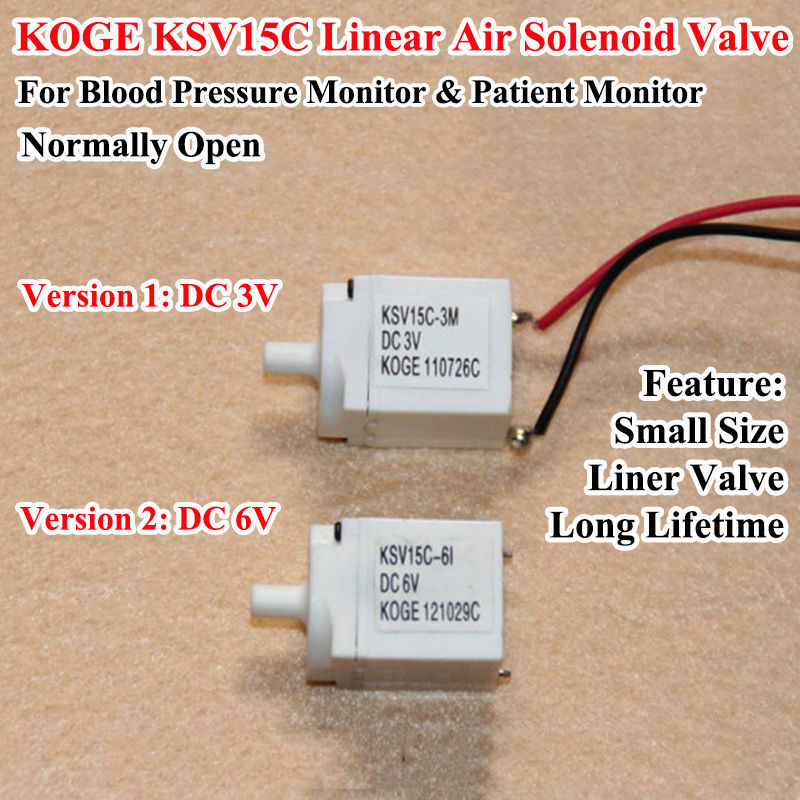 KOGE KSV15C Linear Air Solenoid Valve
For Blood Pressure Monitor & Patient Monitor
Normally Open
Version 1: DC 3V
KSV15C-3M
DC 3V
KOGE 110726C
Feature:
Small Size
Liner Valve
Long Lifetime
Version 2: DC 6V
KSV15C-6I
DC 6V
KOGE 121029C